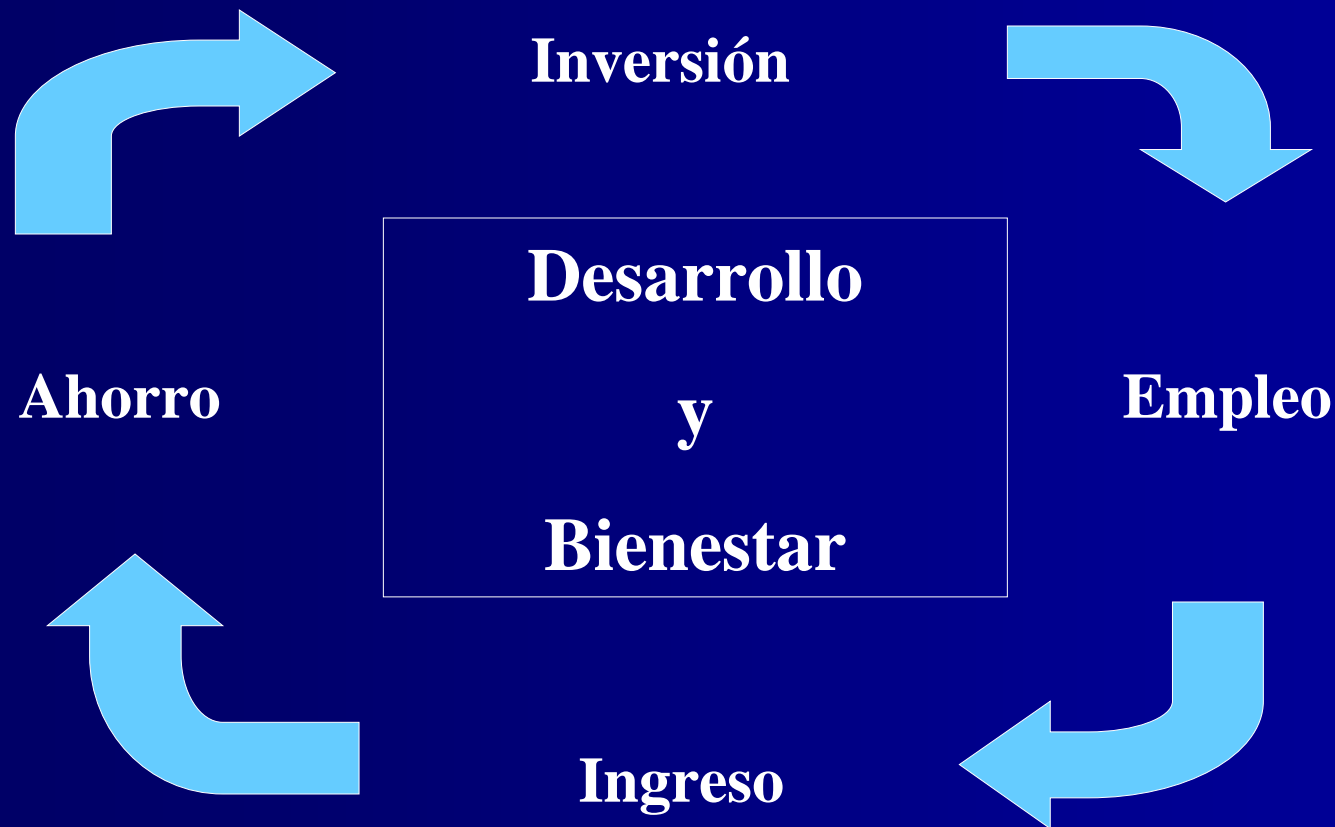 Inversión
Desarrollo
y
Bienestar
Ahorro
Empleo
Ingreso